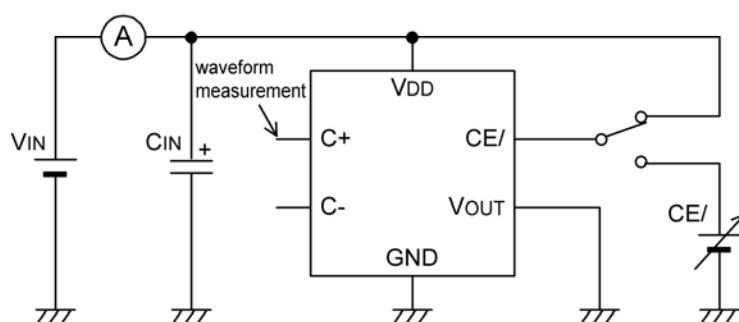 A
waveform
measurement
VDD
VIN
CIN
+
C+
CE/
C-
VOUT
CE/
GND